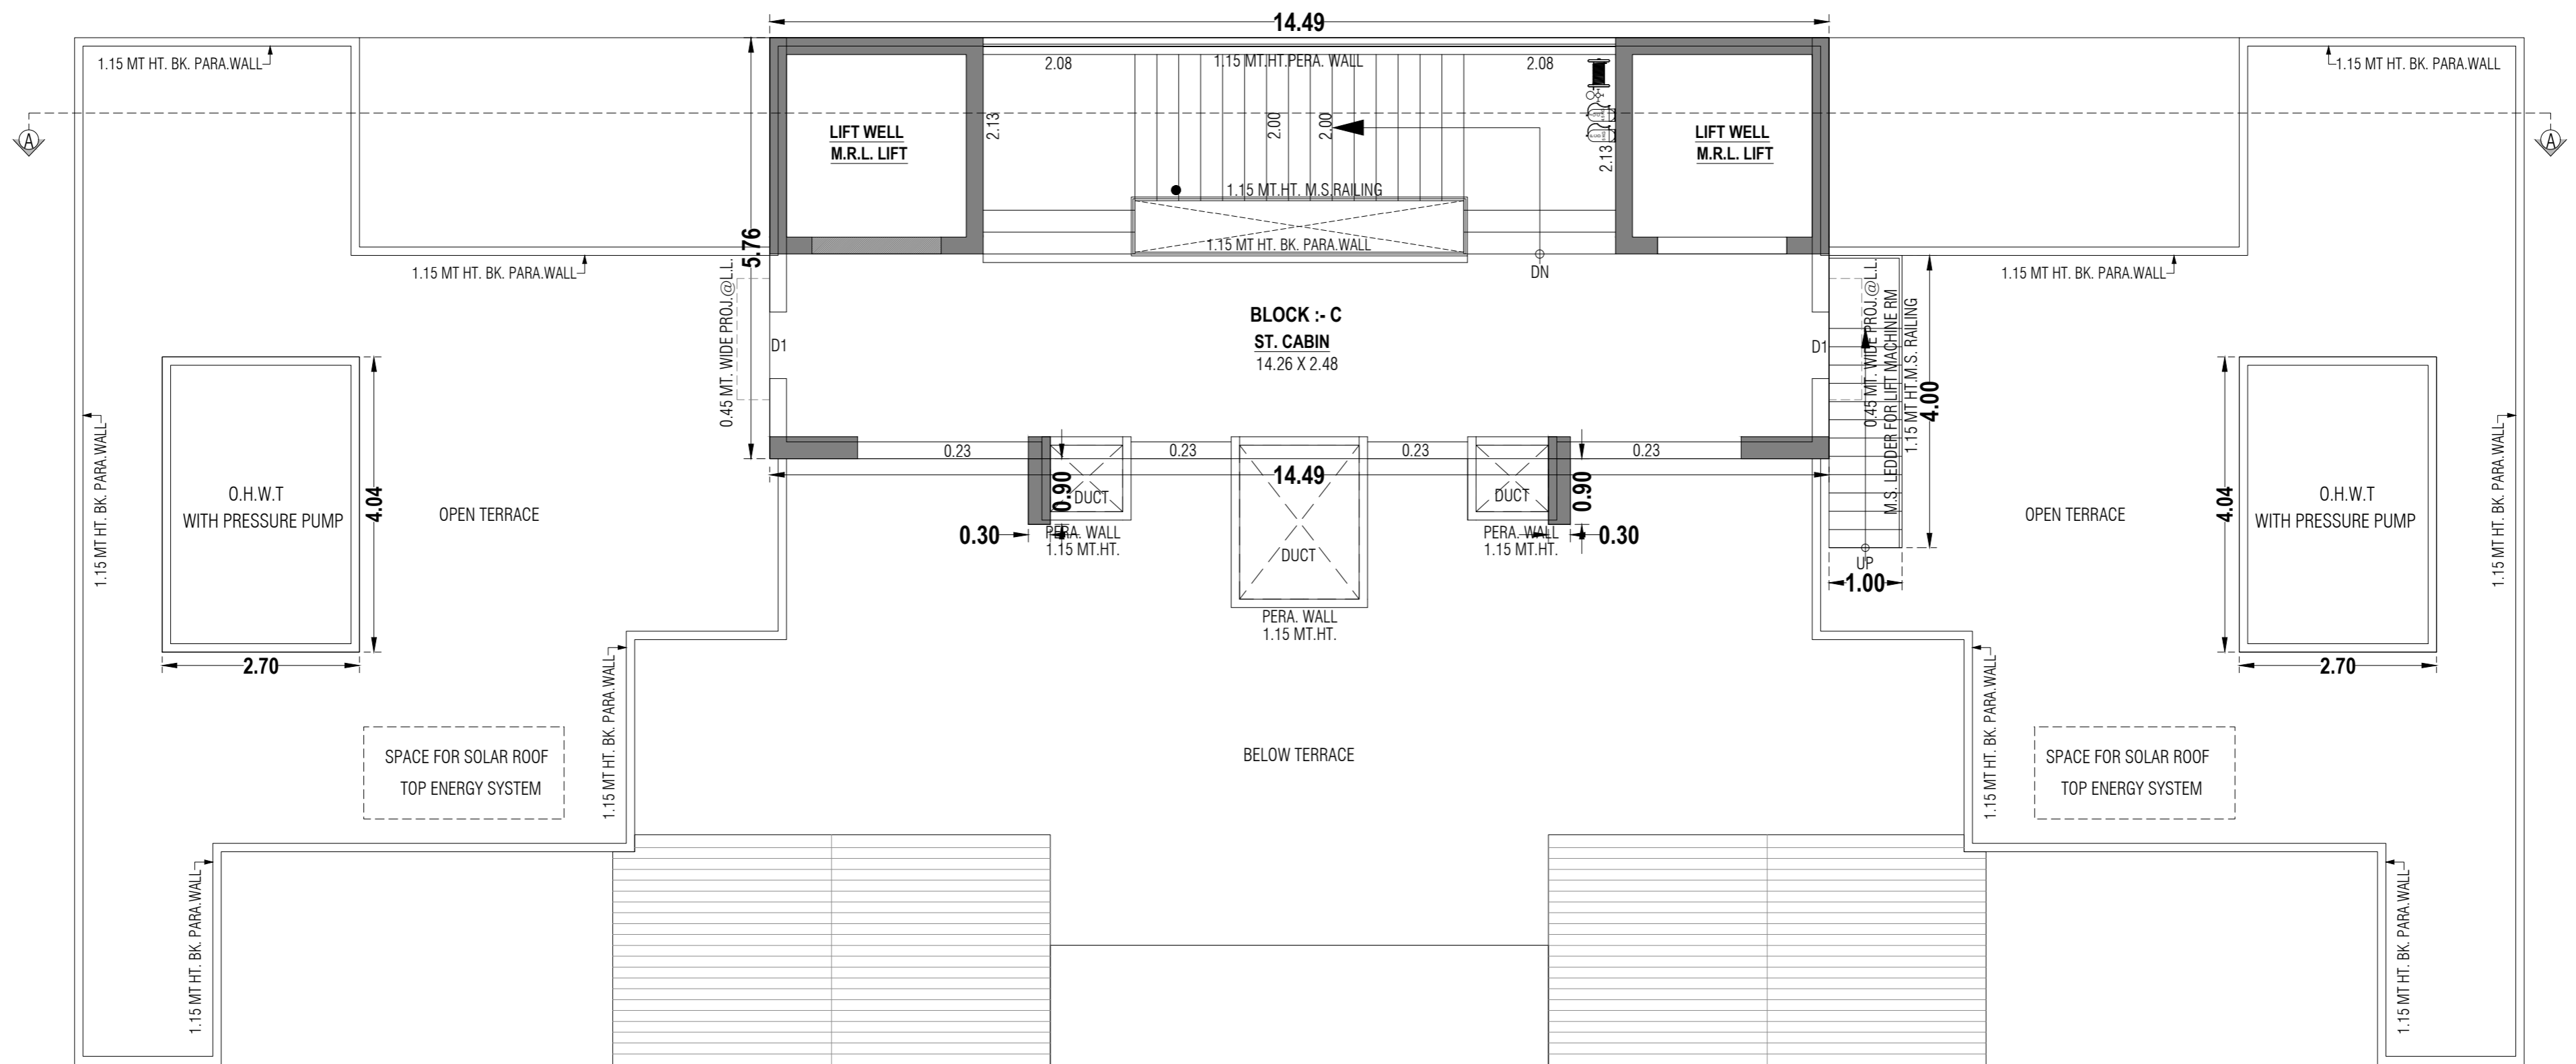 14.49
1.15 MT HT. BK. PARA.WALL
2.08
1.15 MT.HT.PERA. WALL
2.08
1.15 MT HT. BK. PARA.WALL
A
LIFT WELL
M.R.L. LIFT
2.13
2.00
2.00
2.13
LIFT WELL
M.R.L. LIFT
A
1.15 MT.HT. M.S.RAILING
5.76
1.15 MT HT. BK. PARA.WALL
1.15 MT HT. BK. PARA.WALL
DN
1.15 MT HT. BK. PARA.WALL
0.45 MT. WIDE PROJ.@L.L.
D1
BLOCK :- C
ST. CABIN
14.26 X 2.48
D1
0.45 MT. WIDE PROJ.@L.L.
M.S. LEDDER FOR LIFT MACHINE RM
1.15 MT HT.M.S. RAILING
4.00
1.15 MT HT. BK. PARA.WALL
O.H.W.T
WITH PRESSURE PUMP
4.04
OPEN TERRACE
0.23
0.23
0.23
0.23
14.49
0.90
DUCT
DUCT
0.90
0.30
PERA. WALL
1.15 MT.HT.
DUCT
PERA. WALL
1.15 MT.HT.
0.30
PERA. WALL
1.15 MT.HT.
UP
1.00
OPEN TERRACE
4.04
O.H.W.T
WITH PRESSURE PUMP
1.15 MT HT. BK. PARA.WALL
2.70
2.70
1.15 MT HT. BK. PARA.WALL
1.15 MT HT. BK. PARA.WALL
SPACE FOR SOLAR ROOF
TOP ENERGY SYSTEM
BELOW TERRACE
SPACE FOR SOLAR ROOF
TOP ENERGY SYSTEM
1.15 MT HT. BK. PARA.WALL
1.15 MT HT. BK. PARA.WALL